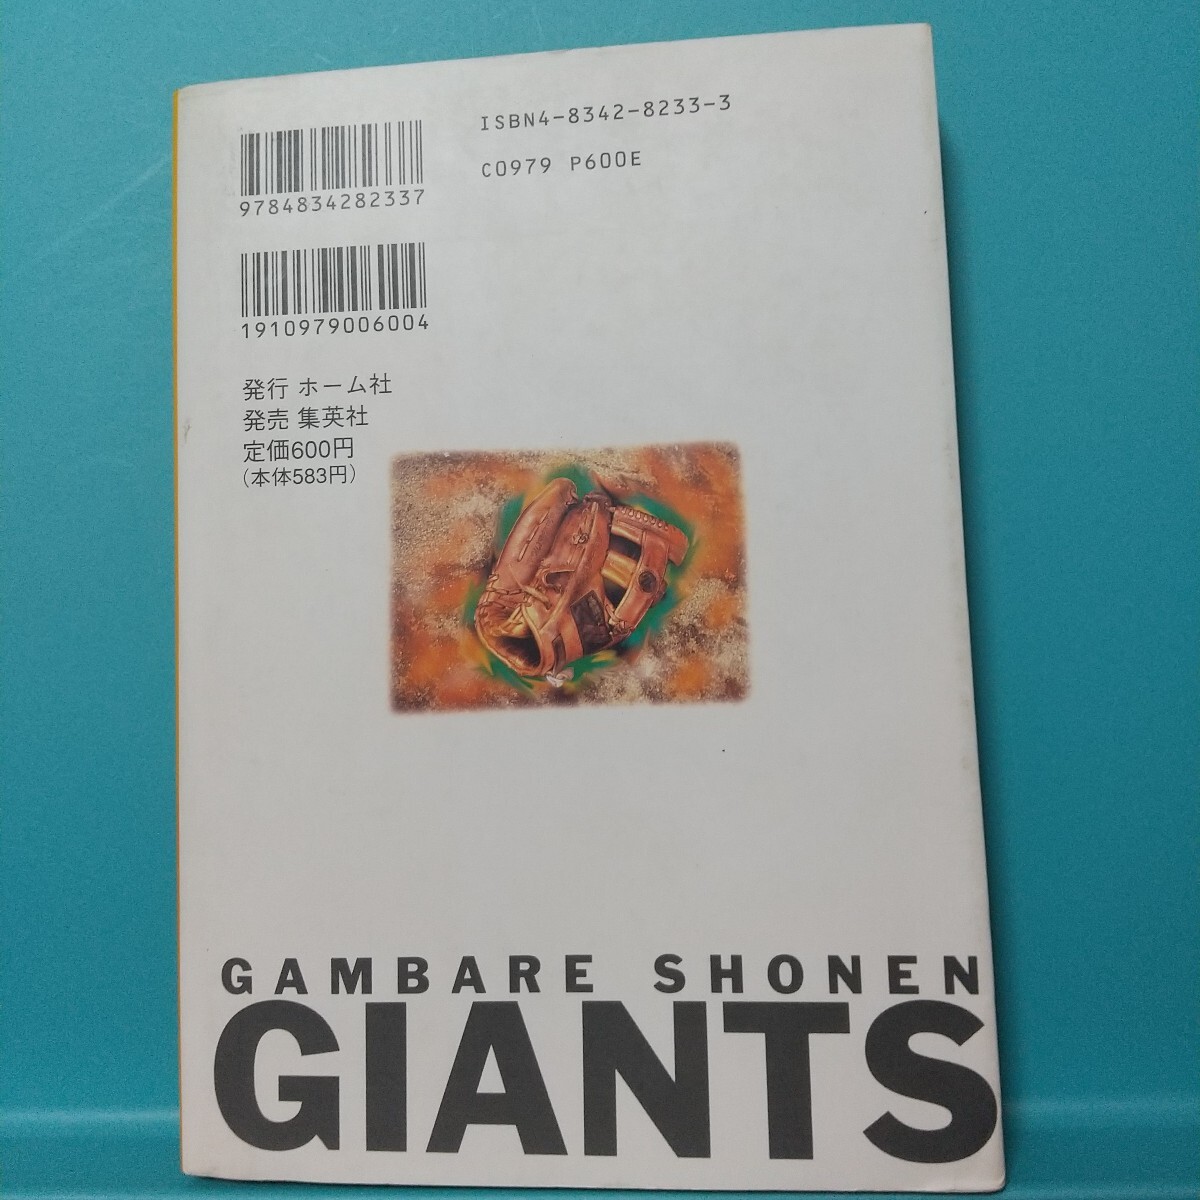 ISBN4-8342-8233-3
C0979 P600E
9784834282337
1910979006004
発行 ホーム社
発売 集英社
定価600円
(本体583円)
GAMBARE SHONEN
GIANTS